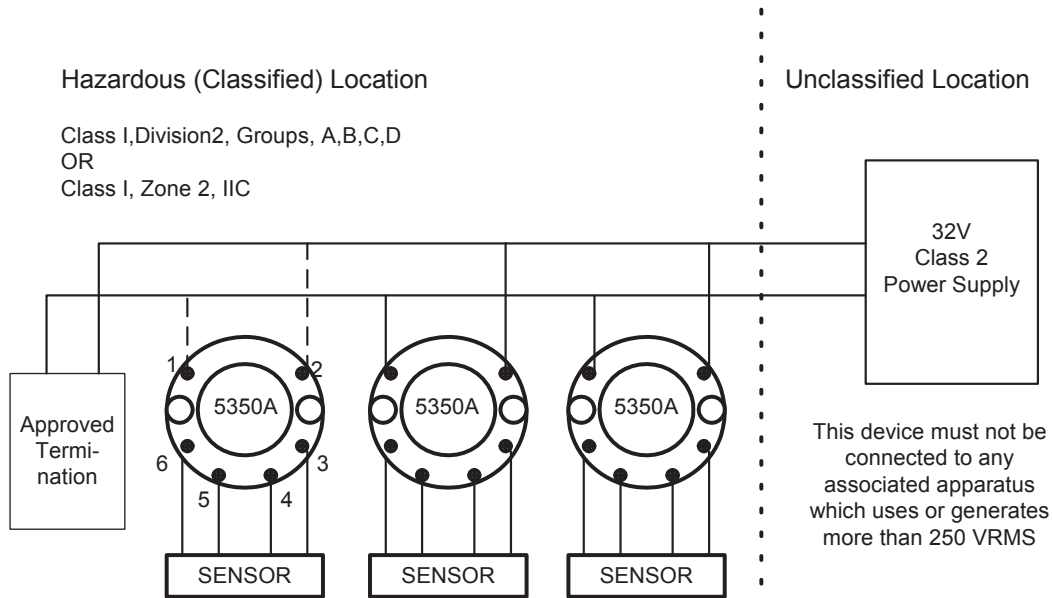 Hazardous (Classified) Location
Unclassified Location
Class I,Division2, Groups, A,B,C,D
OR
Class I, Zone 2, IIC
32V
Class 2
Power Supply
1
2
5350A
5350A
5350A
Approved
Termi-
nation
6
3
5
4
This device must not be
connected to any
associated apparatus
which uses or generates
more than 250 VRMS
SENSOR
SENSOR
SENSOR